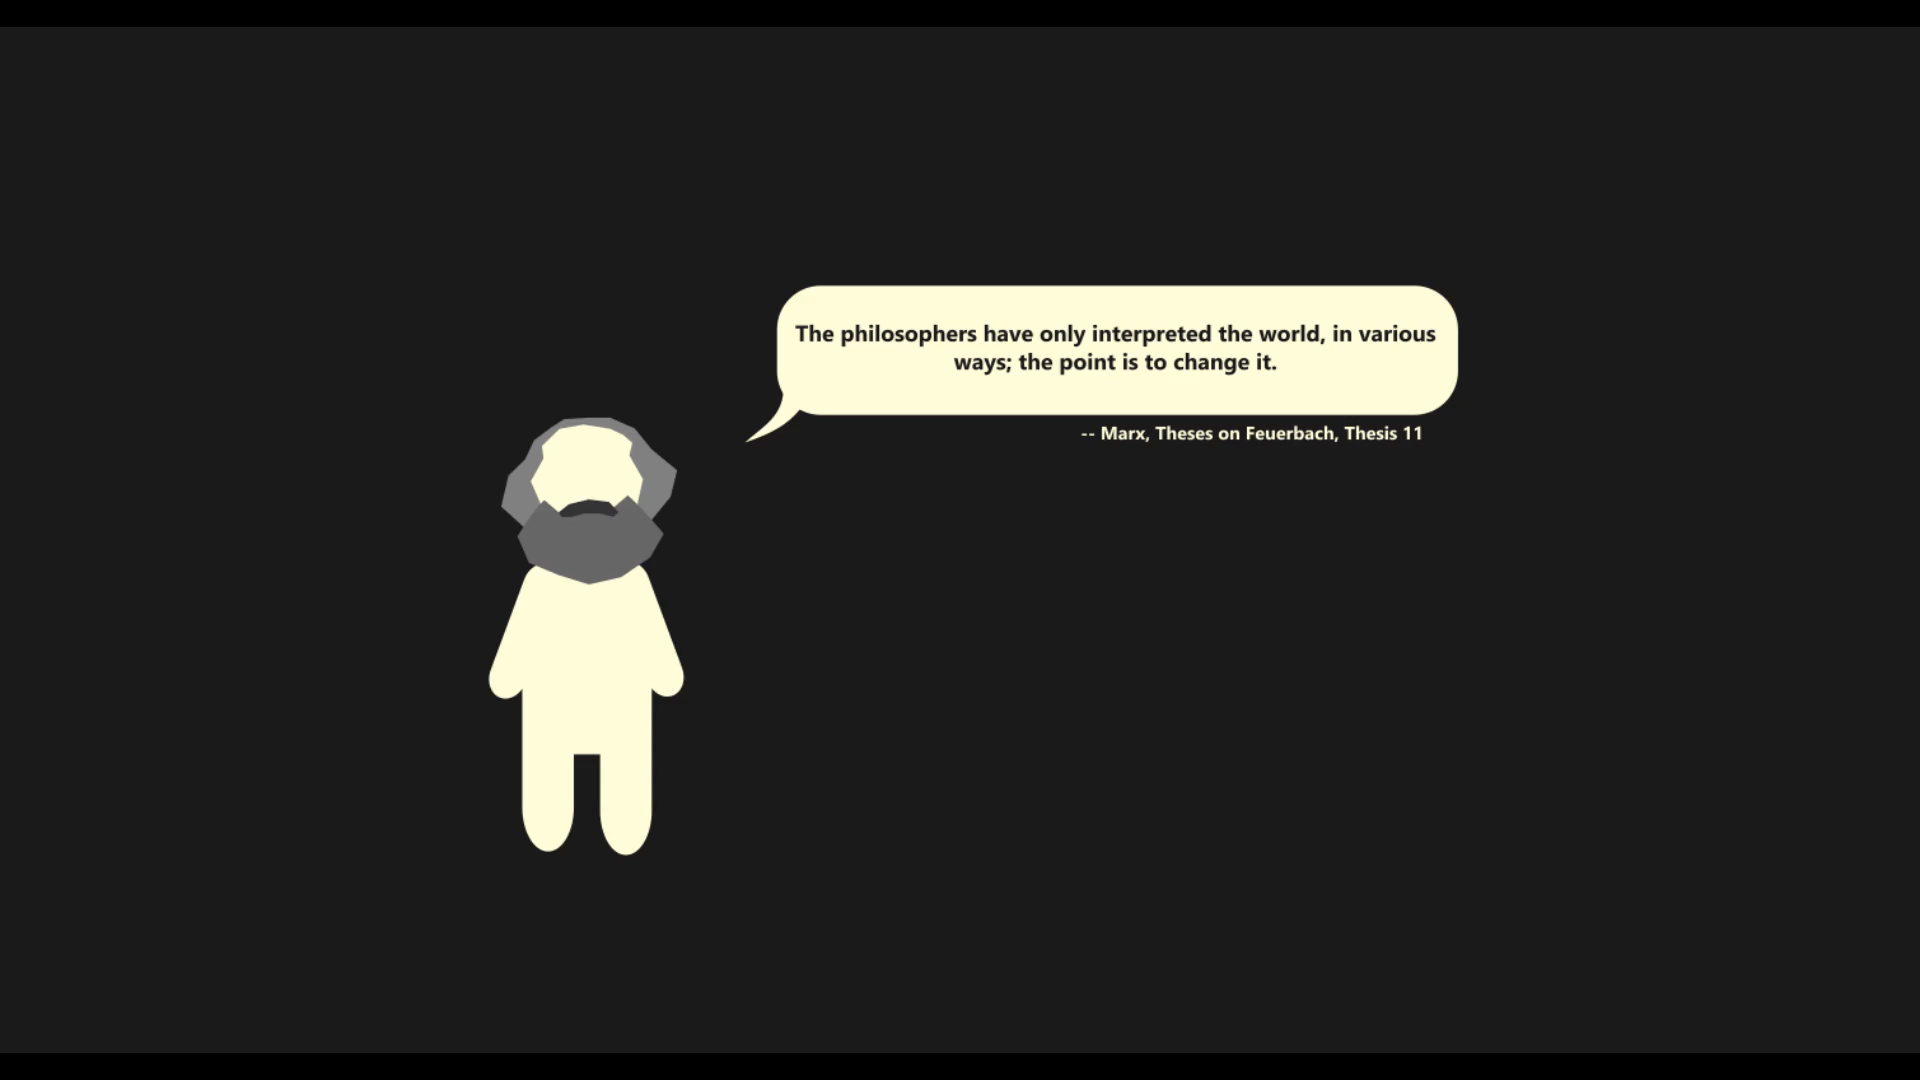 The philosophers have only interpreted the world, in various
ways; the point is to change it.
-- Marx, Theses on Feuerbach, Thesis 11